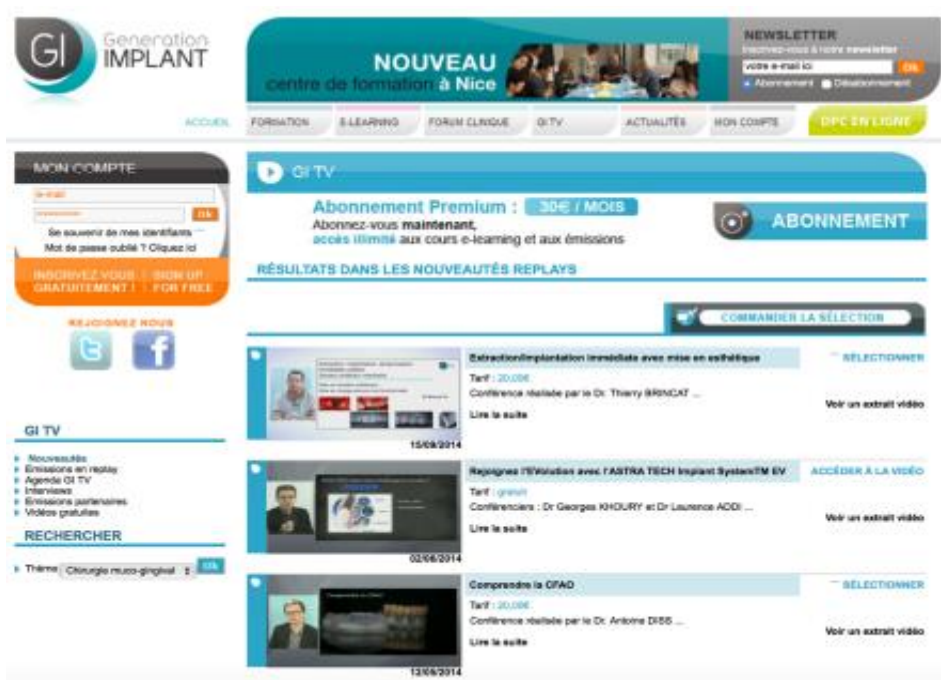 GI
Generation
IMPLANT
NOUVEAU
centre de formation à Nice
NEWSLETTER
Inscrivez-vous à notre newsletter
votre e-mail ici
Ok
Abonnement Désabonnement
ACCUEIL FORMATION E-LEARNING FORUM CLINIQUE GI TV ACTUALITÉS MON COMPTE DPC EN LIGNE
MON COMPTE
e-mail
Ok
Se souvenir de mes identifiants
Mot de passe oublié ? Cliquez ici
INSCRIVEZ VOUS SIGN UP
GRATUITEMENT ! FOR FREE
REJOIGNEZ NOUS
GI TV
Nouveautés
Emissions en replay
Agenda GI TV
Interviews
Emissions partenaires
Vidéos gratuites
RECHERCHER
Thème Chirurgie muco-gingival Ok
GI TV
Abonnement Premium : 30€ / MOIS
Abonnez-vous maintenant,
accès illimité aux cours e-learning et aux émissions
ABONNEMENT
RÉSULTATS DANS LES NOUVEAUTÉS REPLAYS
COMMANDER LA SÉLECTION
Extraction/Implantation immédiate avec mise en esthétique
SÉLECTIONNER
Tarif : 20,00€
Conférence réalisée par le Dr. Thierry BRINCAT ...
Voir un extrait vidéo
Lire la suite
15/09/2014
Rejoignez l'EVolution avec l'ASTRA TECH Implant SystemTM EV
ACCÉDER À LA VIDÉO
Tarif : gratuit
Conférenciers : Dr Georges KHOURY et Dr Laurence ADDI ...
Voir un extrait vidéo
Lire la suite
02/06/2014
Comprendre la CFAO
SÉLECTIONNER
Tarif : 20,00€
Conférence réalisée par le Dr. Antoine DISS ...
Voir un extrait vidéo
Lire la suite
12/05/2014